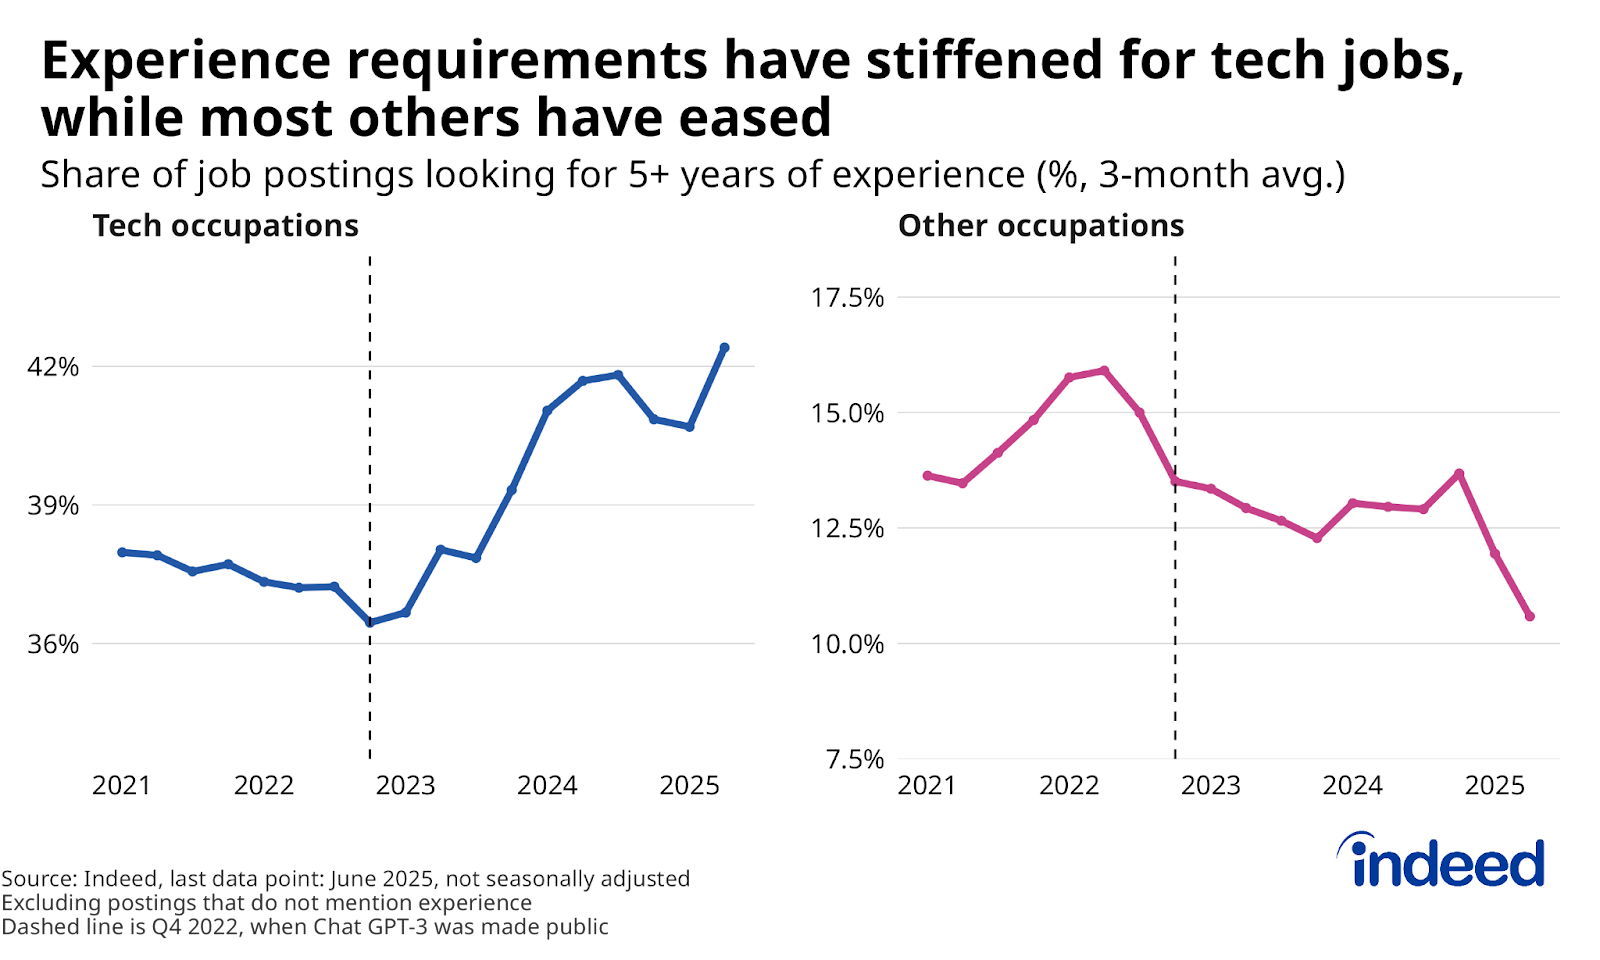 Experience requirements have stiffened for tech jobs,
while most others have eased
Share of job postings looking for 5+ years of experience (%, 3-month avg.)
Tech occupations
42%
39%
36%
2021 2022 2023 2024 2025
Other occupations
17.5%
15.0%
12.5%
10.0%
7.5%
2021 2022 2023 2024 2025
indeed
Source: Indeed, last data point: June 2025, not seasonally adjusted
Excluding postings that do not mention experience
Dashed line is Q4 2022, when Chat GPT-3 was made public